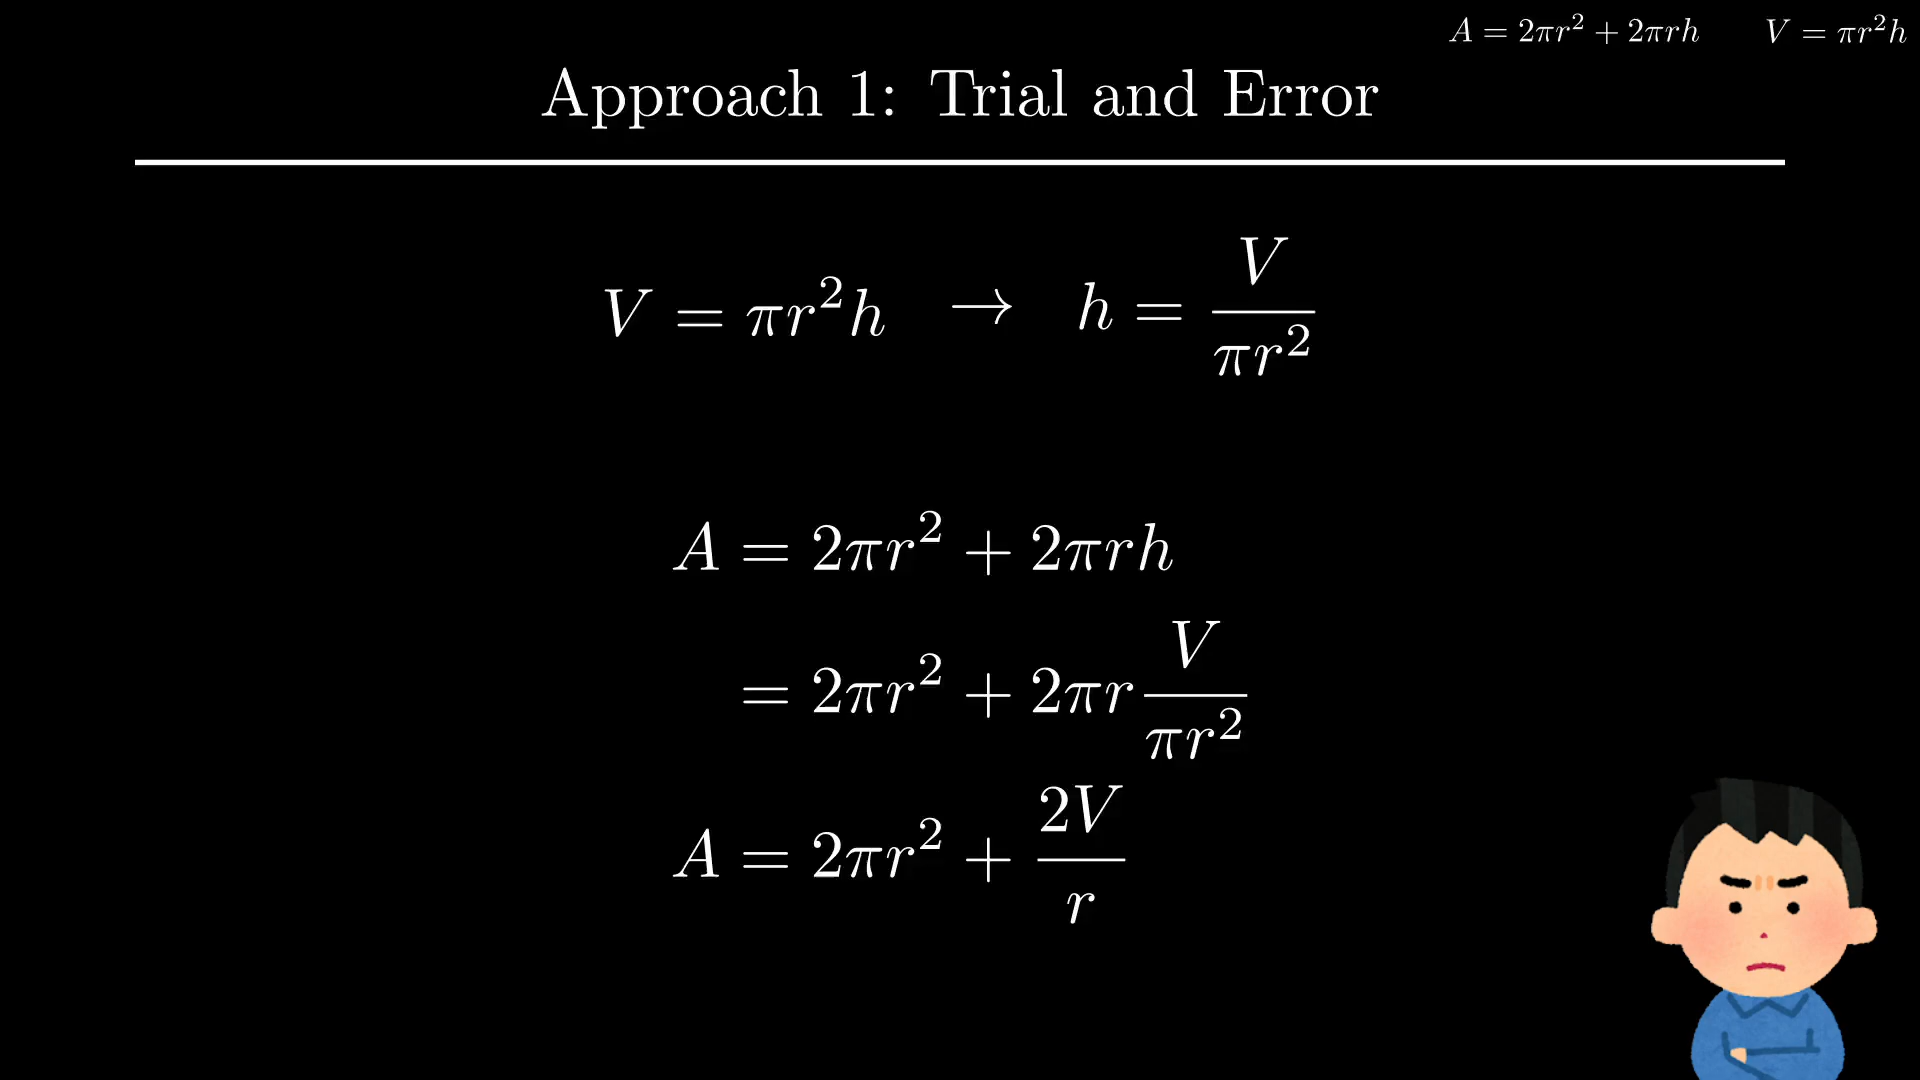 A = 2πr² + 2πrh V = πr²h
Approach 1: Trial and Error
V = πr²h → h = V/πr²
A = 2πr² + 2πrh
= 2πr² + 2πr V/πr²
A = 2πr² + 2V/r